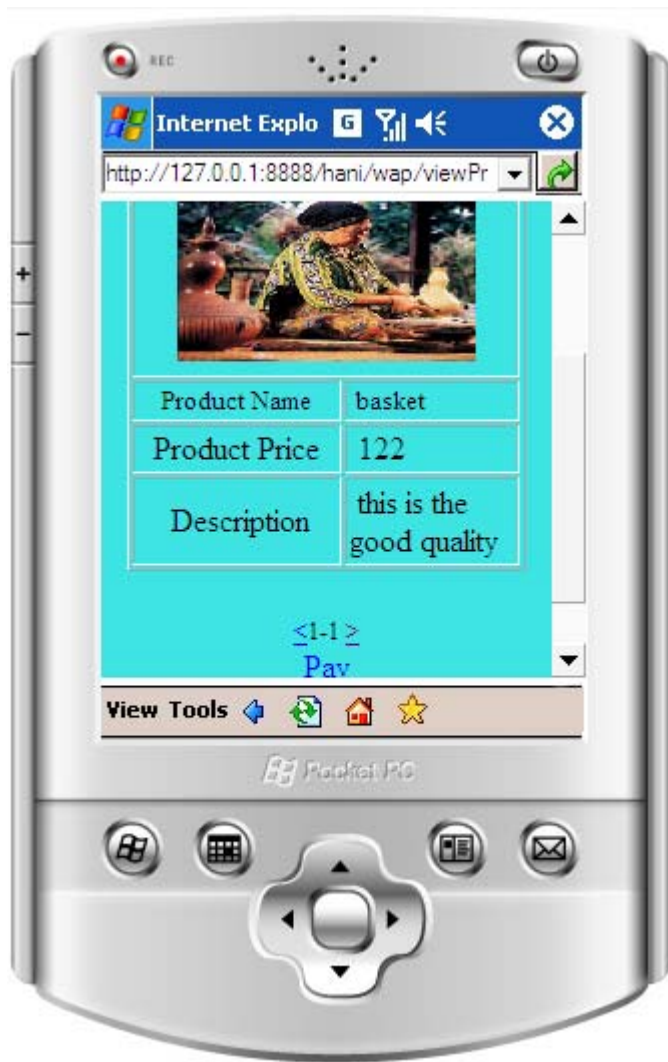 REC
Internet Explo G
http://127.0.0.1:8888/hani/wap/viewPr
Product Name basket
Product Price 122
Description this is the
good quality
<1-1 >
Pay
View Tools
Pocket PC